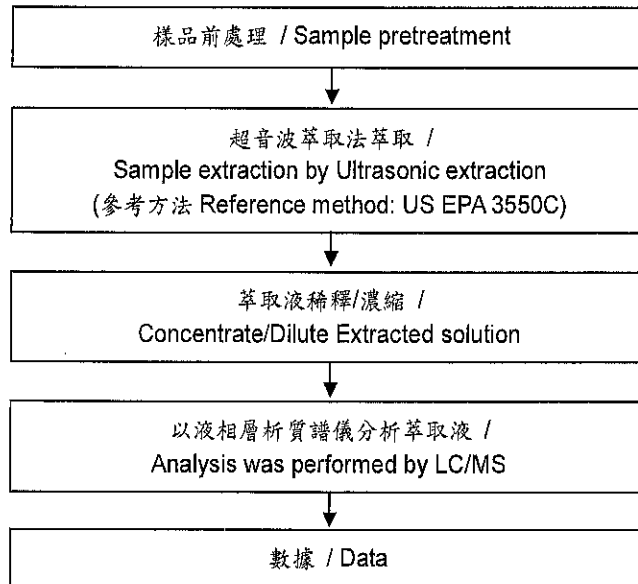 樣品前處理 / Sample pretreatment
超音波萃取法萃取 /
Sample extraction by Ultrasonic extraction
(參考方法 Reference method: US EPA 3550C)
萃取液稀釋/濃縮 /
Concentrate/Dilute Extracted solution
以液相層析質譜儀分析萃取液 /
Analysis was performed by LC/MS
數據 / Data